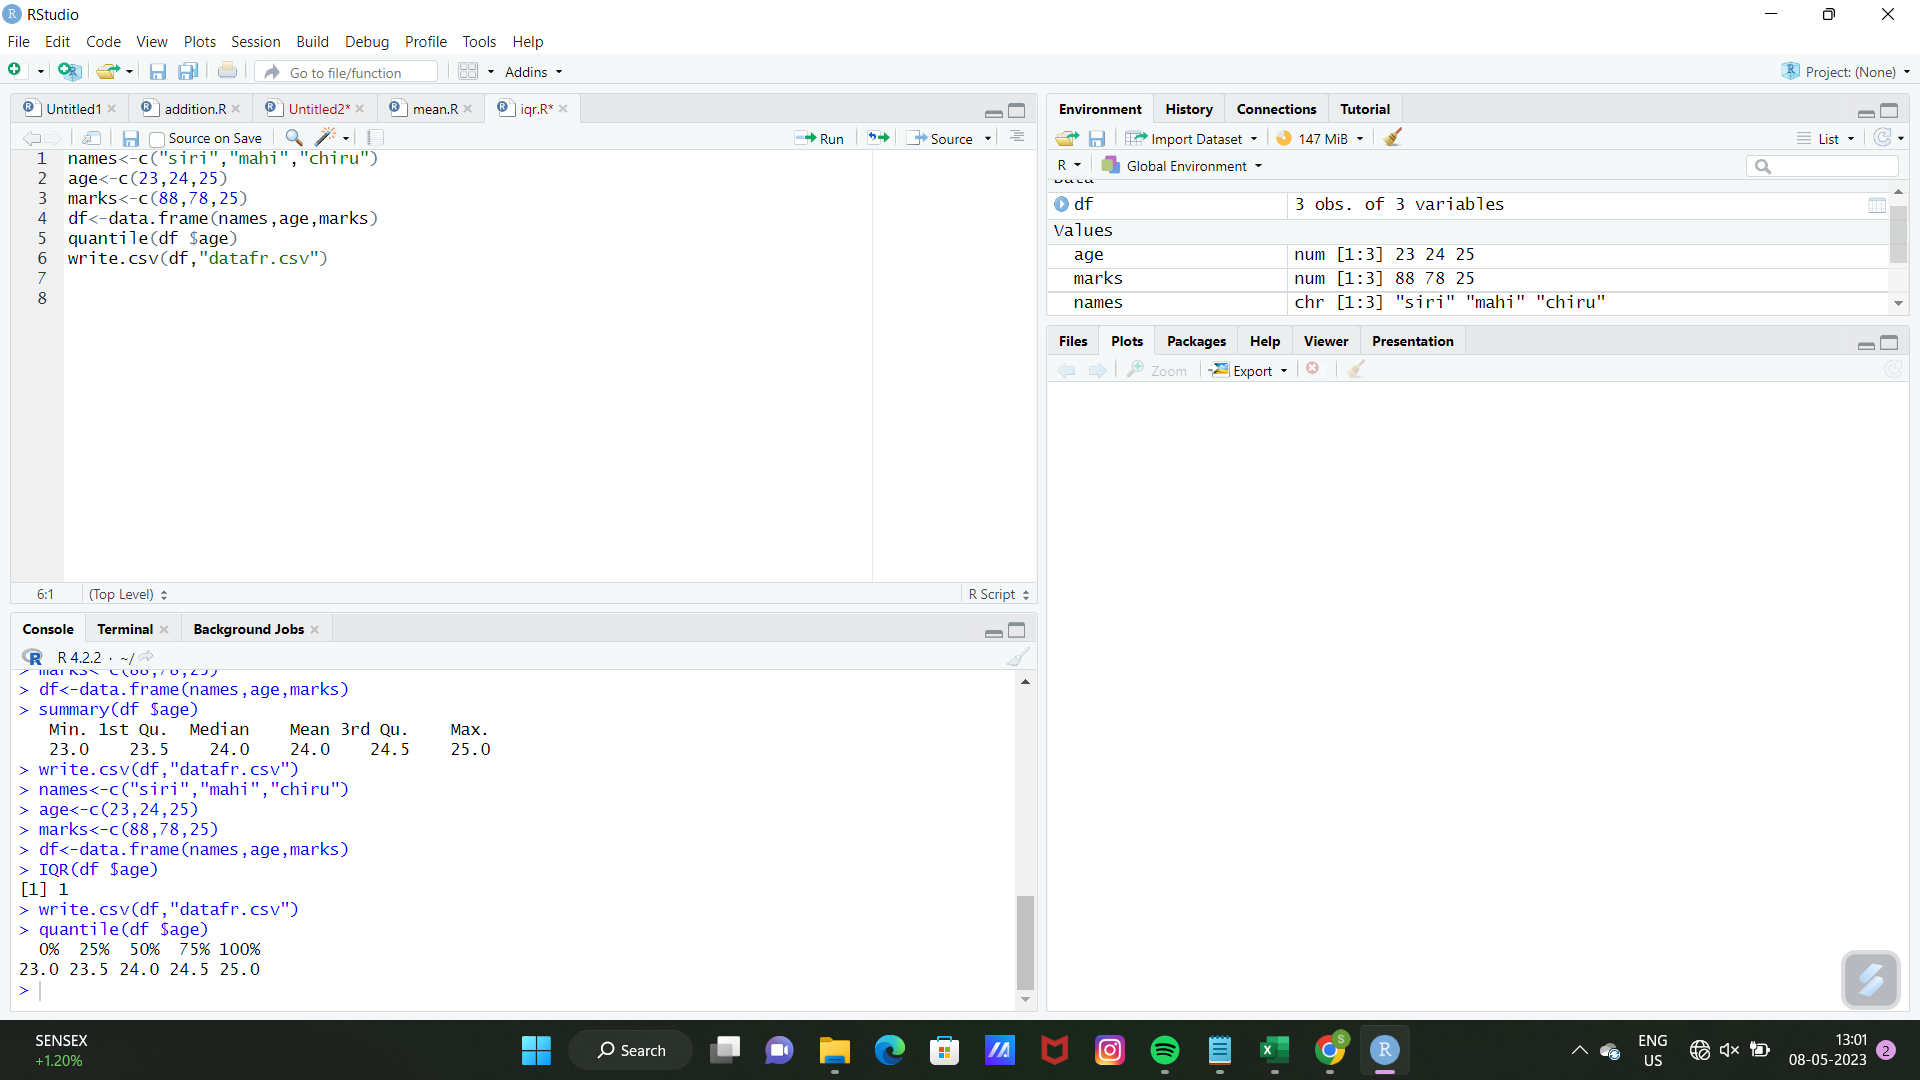 RStudio
File Edit Code View Plots Session Build Debug Profile Tools Help
Go to file/function Addins Project: (None)
Untitled1 addition.R Untitled2* mean.R iqr.R*
Source on Save Run Source
1 names<-c("siri","mahi","chiru")
2 age<-c(23,24,25)
3 marks<-c(88,78,25)
4 df<-data.frame(names,age,marks)
5 quantile(df $age)
6 write.csv(df,"datafr.csv")
7
8
6:1 (Top Level) R Script
Console Terminal Background Jobs
R 4.2.2 · ~/
> marks<-c(88,78,25)
> df<-data.frame(names,age,marks)
> summary(df $age)
Min. 1st Qu. Median Mean 3rd Qu. Max.
23.0 23.5 24.0 24.0 24.5 25.0
> write.csv(df,"datafr.csv")
> names<-c("siri","mahi","chiru")
> age<-c(23,24,25)
> marks<-c(88,78,25)
> df<-data.frame(names,age,marks)
> IQR(df $age)
[1] 1
> write.csv(df,"datafr.csv")
> quantile(df $age)
0% 25% 50% 75% 100%
23.0 23.5 24.0 24.5 25.0
>
Environment History Connections Tutorial
Import Dataset 147 MiB List
R Global Environment
Data
df 3 obs. of 3 variables
Values
age num [1:3] 23 24 25
marks num [1:3] 88 78 25
names chr [1:3] "siri" "mahi" "chiru"
Files Plots Packages Help Viewer Presentation
Zoom Export
SENSEX
+1.20%
Search
S
R
ENG
US
13:01
08-05-2023
2